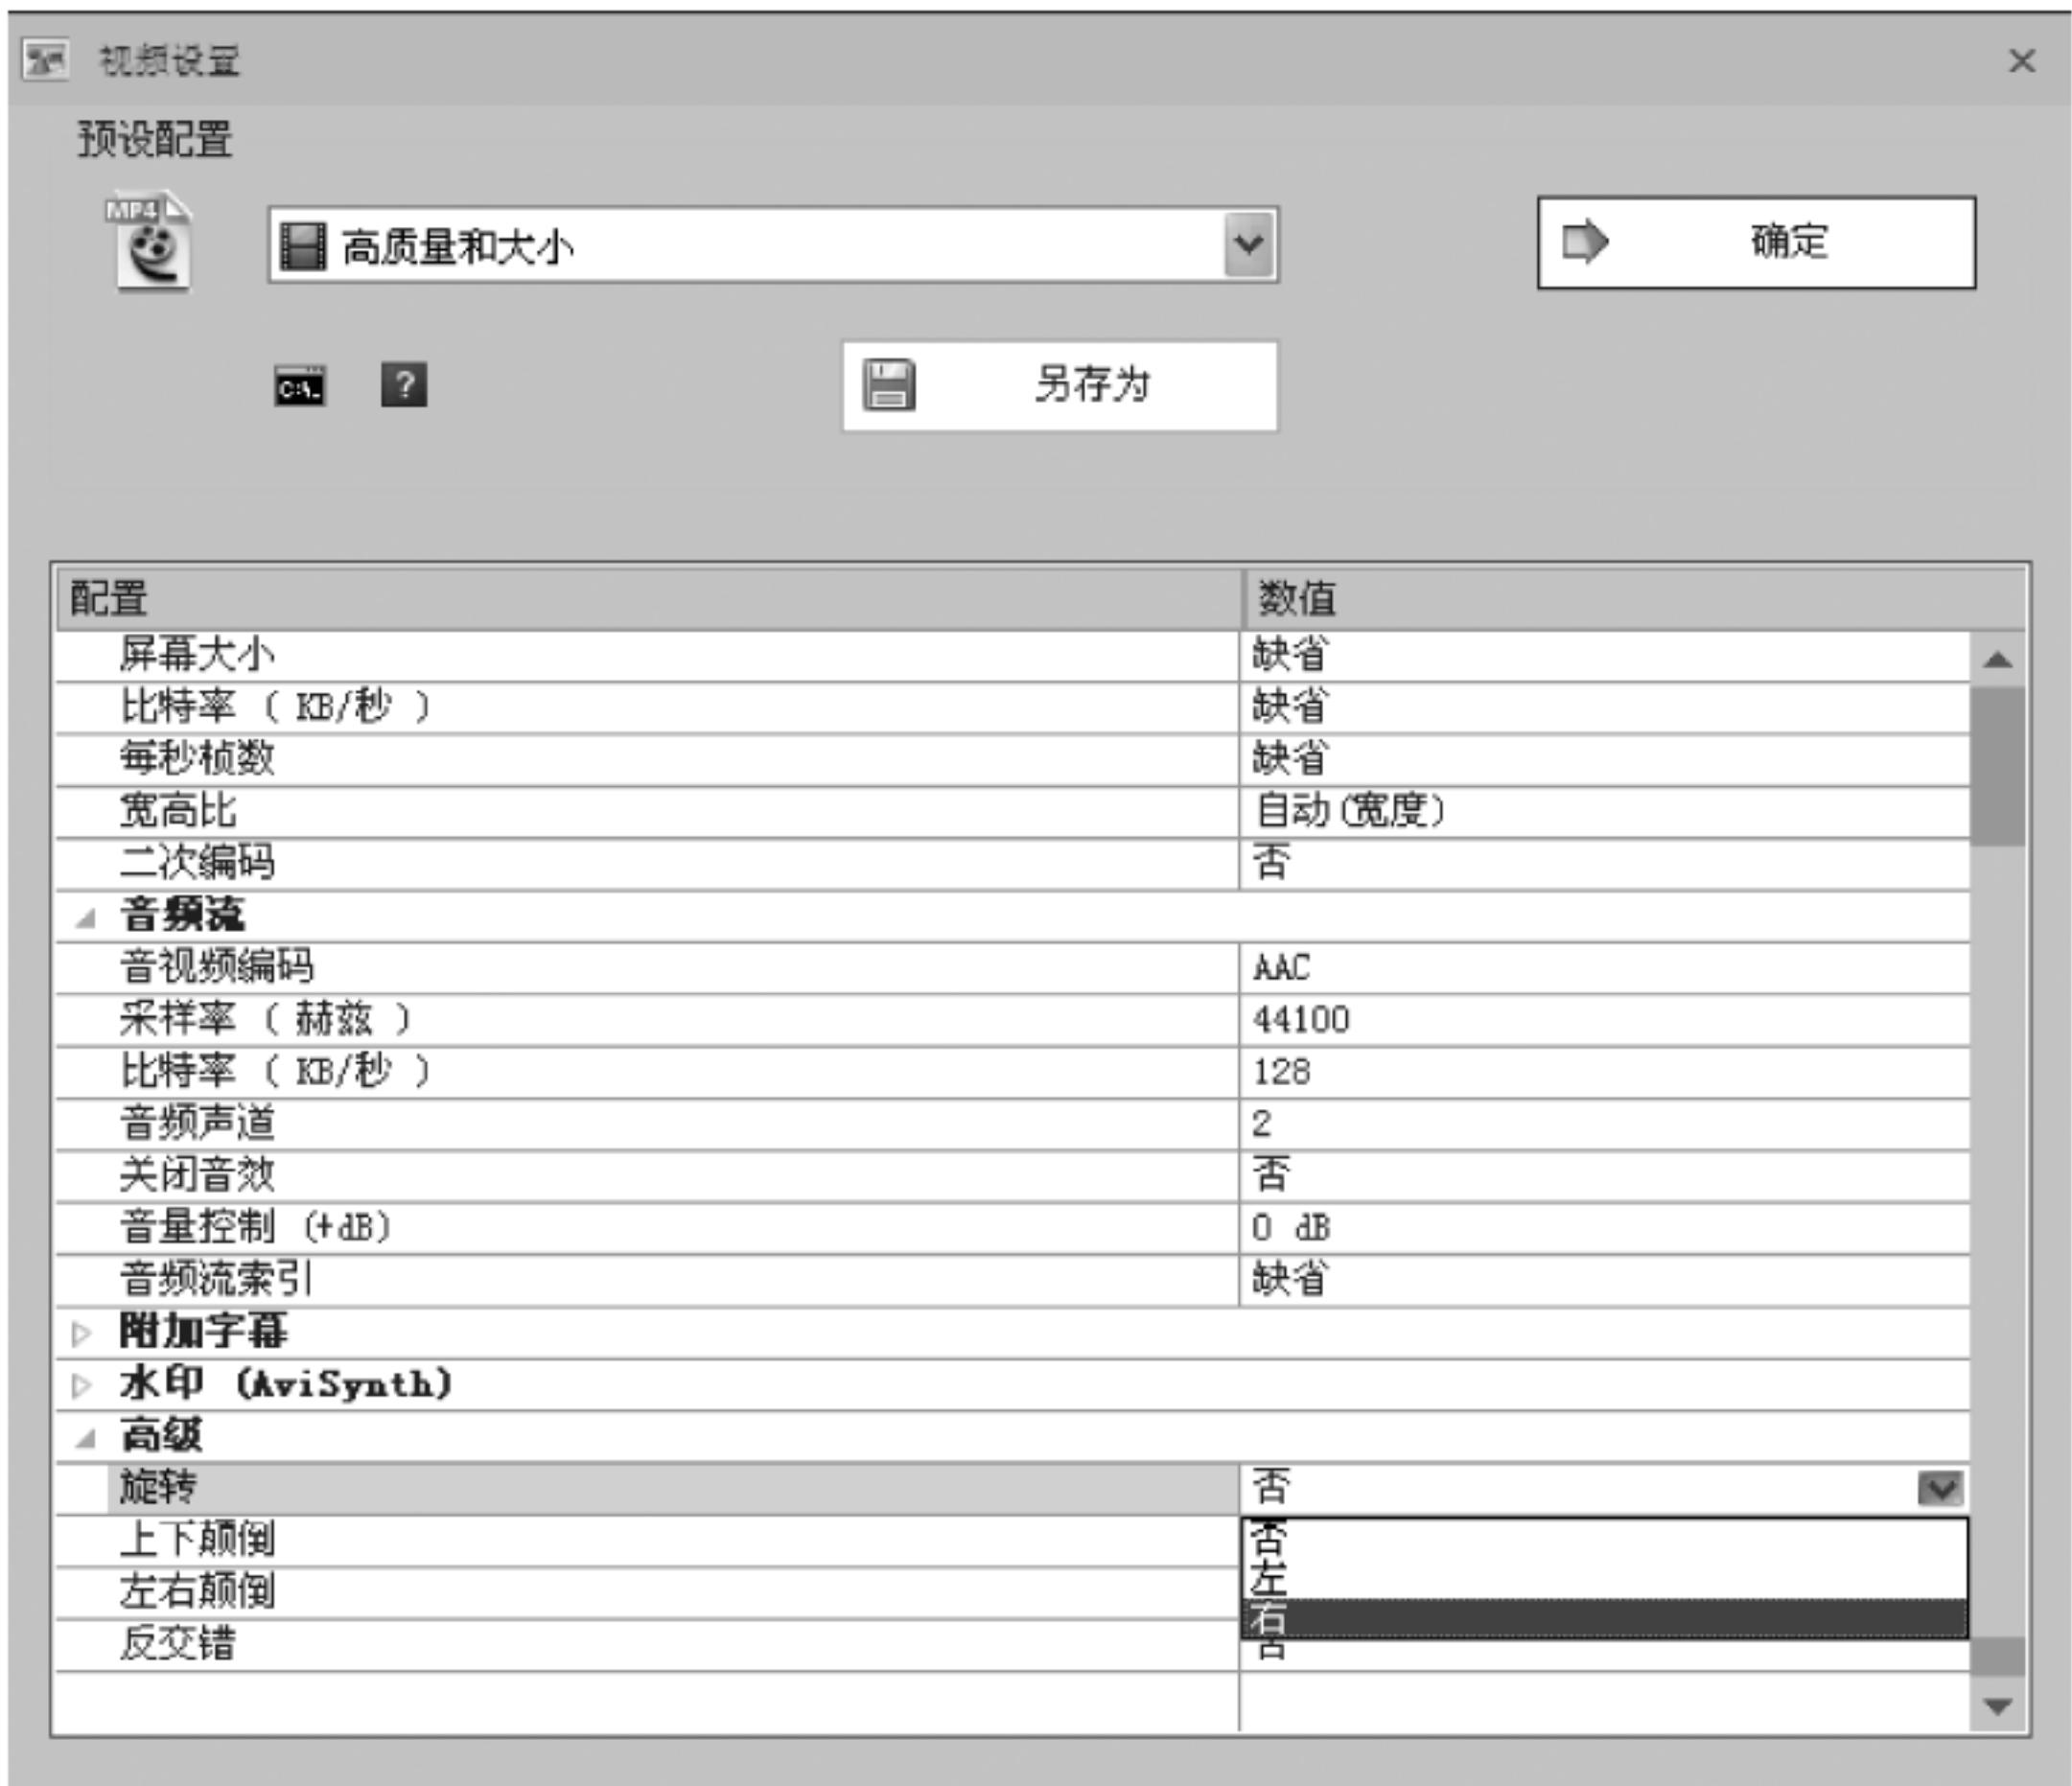 视频设置
预设配置
MP4
高质量和大小
确定
C:\.
?
另存为
配置 数值
屏幕大小 缺省
比特率 ( KB/秒 ) 缺省
每秒桢数 缺省
宽高比 自动(宽度)
二次编码 否
音频流
音视频编码 AAC
采样率 ( 赫兹 ) 44100
比特率 ( KB/秒 ) 128
音频声道 2
关闭音效 否
音量控制 (+dB) 0 dB
音频流索引 缺省
附加字幕
水印 (AviSynth)
高级
旋转 否
上下颠倒 否
左右颠倒 左
右
反交错 否